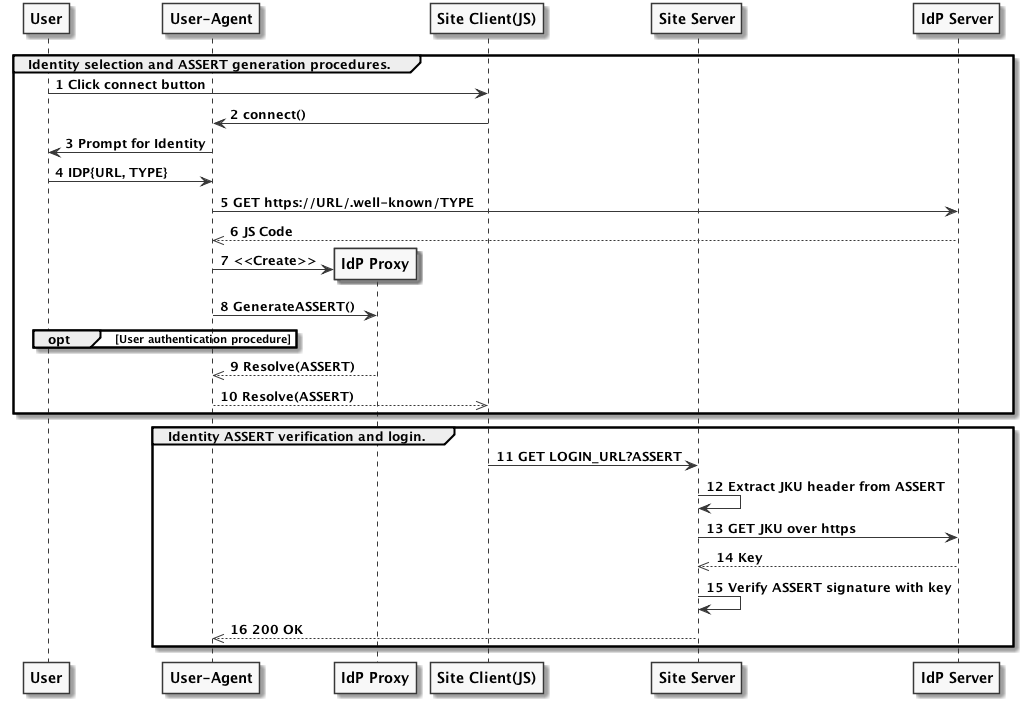 User
User-Agent
Site Client(JS)
Site Server
IdP Server
Identity selection and ASSERT generation procedures.
1 Click connect button
2 connect()
3 Prompt for Identity
4 IDP{URL, TYPE}
5 GET https://URL/.well-known/TYPE
6 JS Code
7 <<Create>>
IdP Proxy
8 GenerateASSERT()
opt
[User authentication procedure]
9 Resolve(ASSERT)
10 Resolve(ASSERT)
Identity ASSERT verification and login.
11 GET LOGIN_URL?ASSERT
12 Extract JKU header from ASSERT
13 GET JKU over https
14 Key
15 Verify ASSERT signature with key
16 200 OK
User
User-Agent
IdP Proxy
Site Client(JS)
Site Server
IdP Server